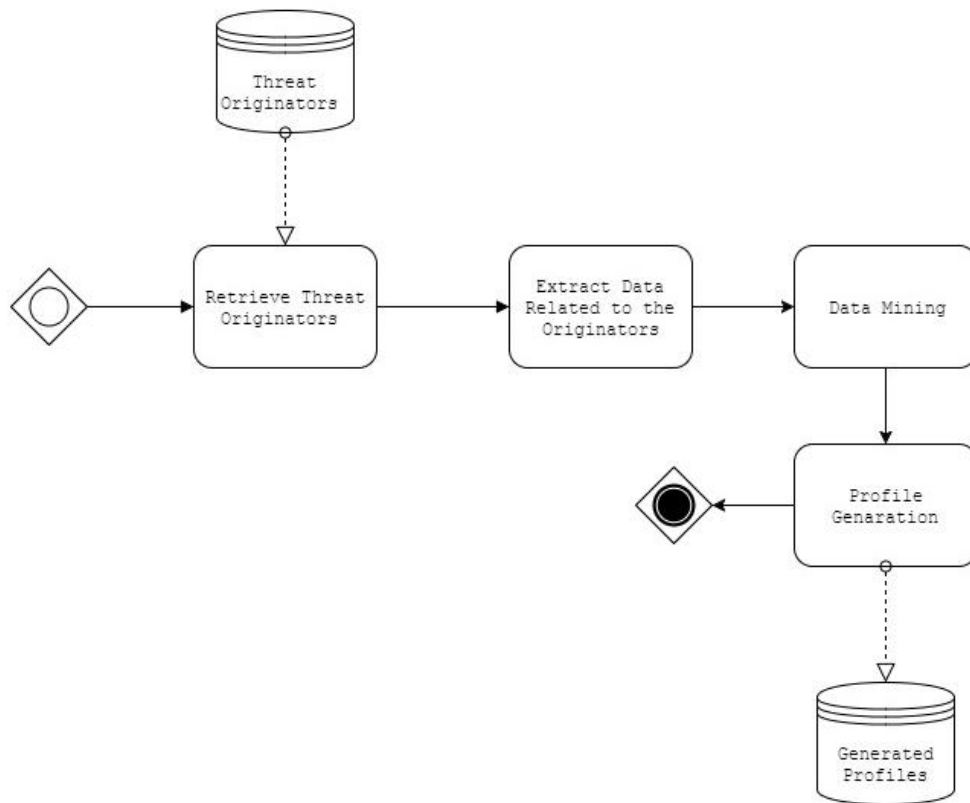 Threat
Originators
Retrieve Threat
Originators
Extract Data
Related to the
Originators
Data Mining
Profile
Genaration
Generated
Profiles